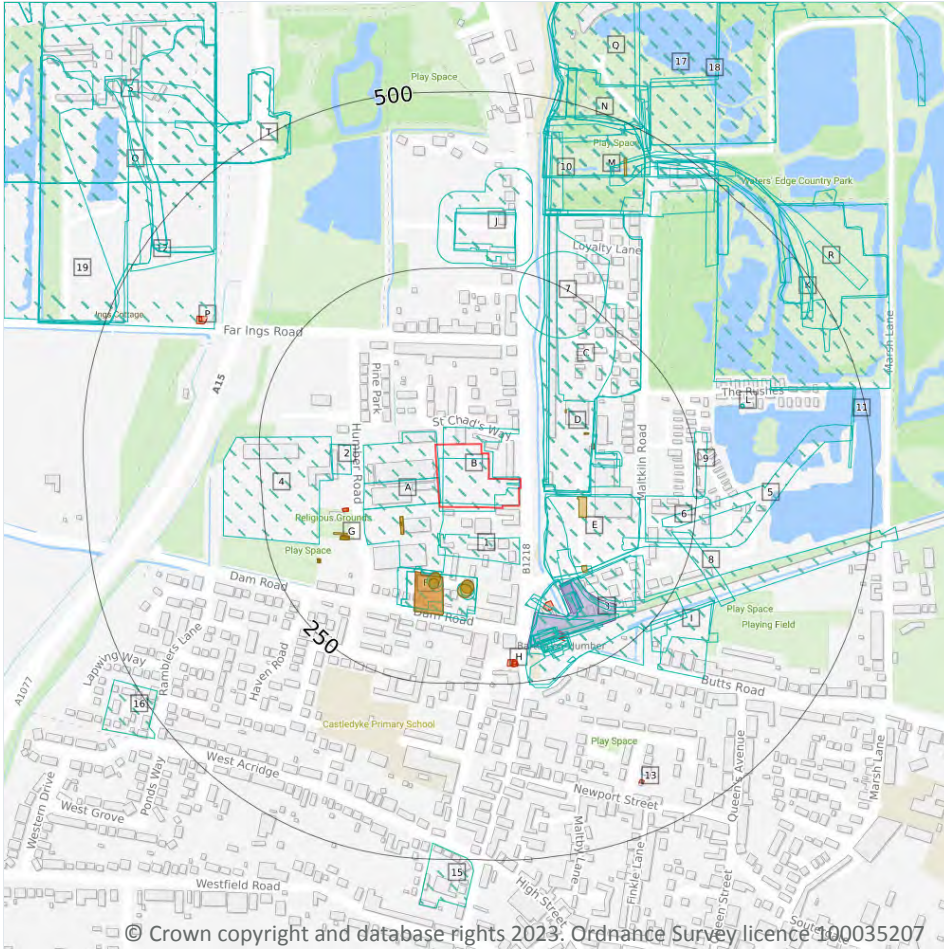 Q
17
18
S
Play Space
500
N
T
Play Space
10
M
O
Waters' Edge Country Park
J
12
Loyalty Lane
R
19
7
K
Ings Cottage
P
Far Ings Road
Marsh Lane
C
A15
Pine Park
The Rushes
L
11
D
St Chad's Way
Humber Road
Maltkiln Road
2
B
9
4
A
5
Religious Grounds
6
G
E
Play Space
1
B1218
8
Dam Road
F
3
Play Space
Dam Road
I
Playing Field
250
Ramblers Lane
Lapwing Way
Haven Road
H
Butts Road
A1077
16
Castledyke Primary School
Play Space
West Acridge
13
Queen's Avenue
Marsh Lane
Ponds Way
Newport Street
Western Drive
West Grove
Maltby Lane
Finkle Lane
15
Westfield Road
High Street
Queen Street
© Crown copyright and database rights 2023. Ordnance Survey licence 100035207